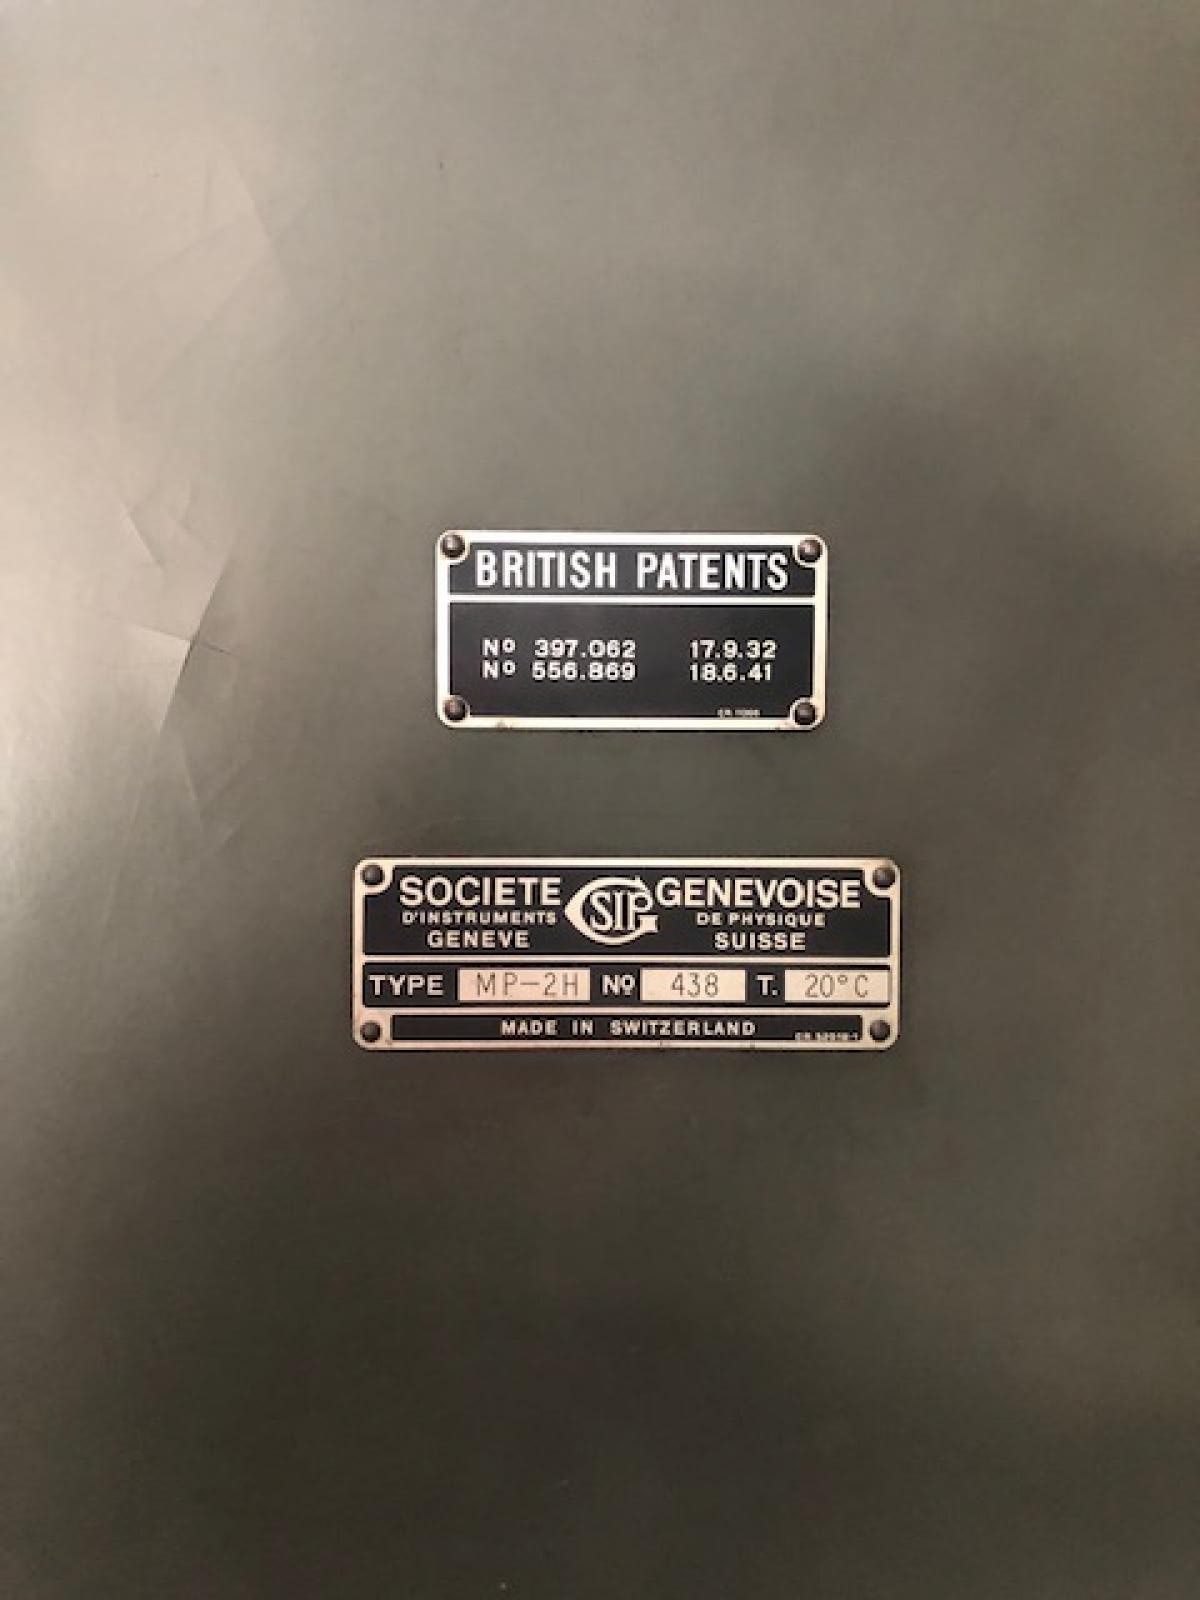 BRITISH PATENTS
Nº 397.062 17.9.32
Nº 556.869 18.6.41
SOCIETE SIP GENEVOISE
D'INSTRUMENTS DE PHYSIQUE
GENEVE SUISSE
TYPE MP-2H Nº 438 T. 20°C
MADE IN SWITZERLAND